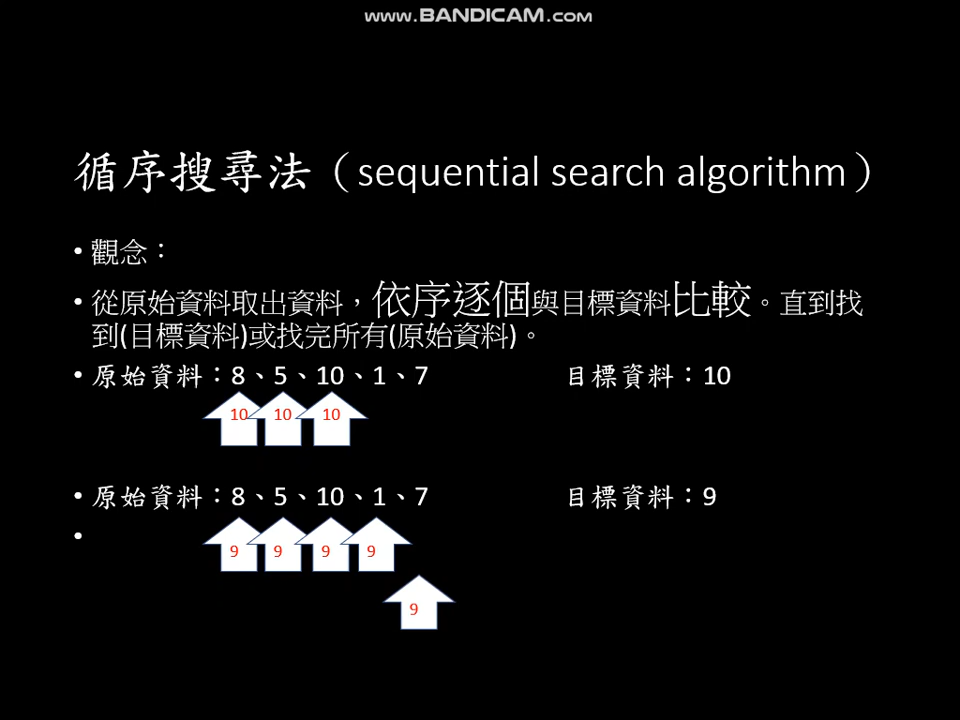 www.BANDICAM.com
循序搜尋法（sequential search algorithm）
• 觀念：
• 從原始資料取出資料，依序逐個與目標資料比較。直到找
到(目標資料)或找完所有(原始資料)。
• 原始資料：8、5、10、1、7 目標資料：10
10 10 10
• 原始資料：8、5、10、1、7 目標資料：9
•
9 9 9 9
9